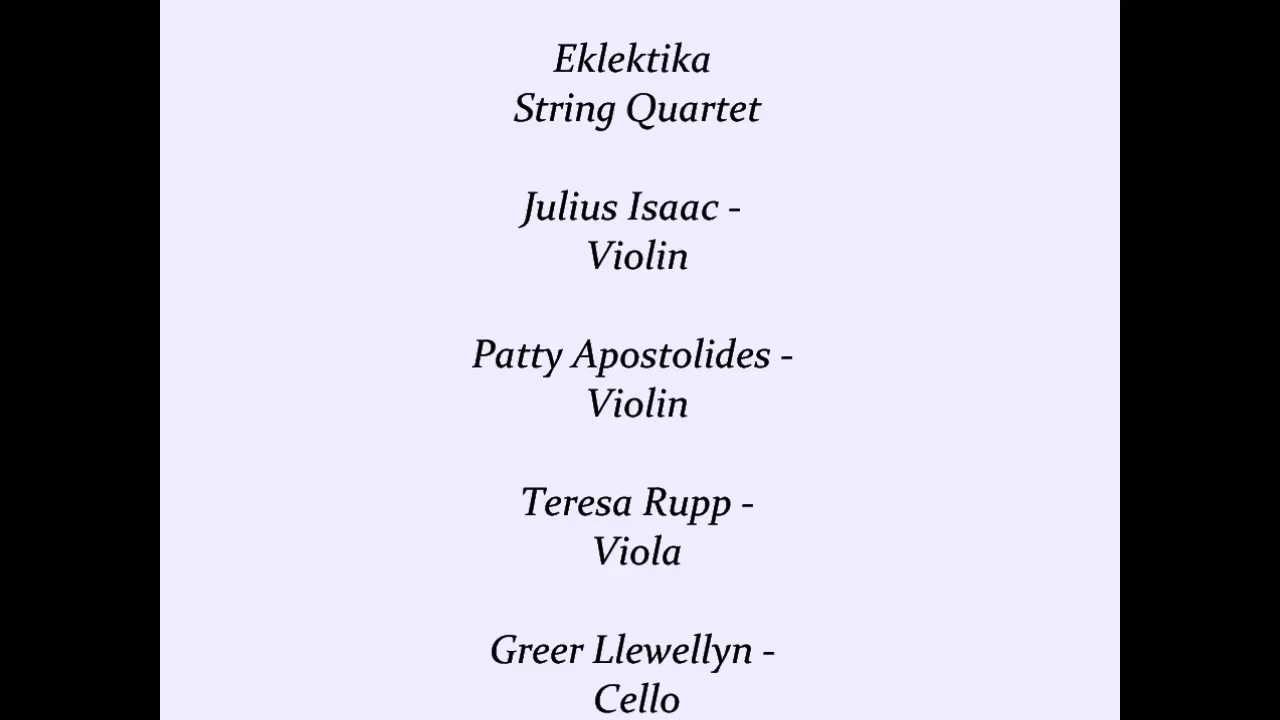 Eklektika
String Quartet
Julius Isaac -
Violin
Patty Apostolides -
Violin
Teresa Rupp -
Viola
Greer Llewellyn -
Cello